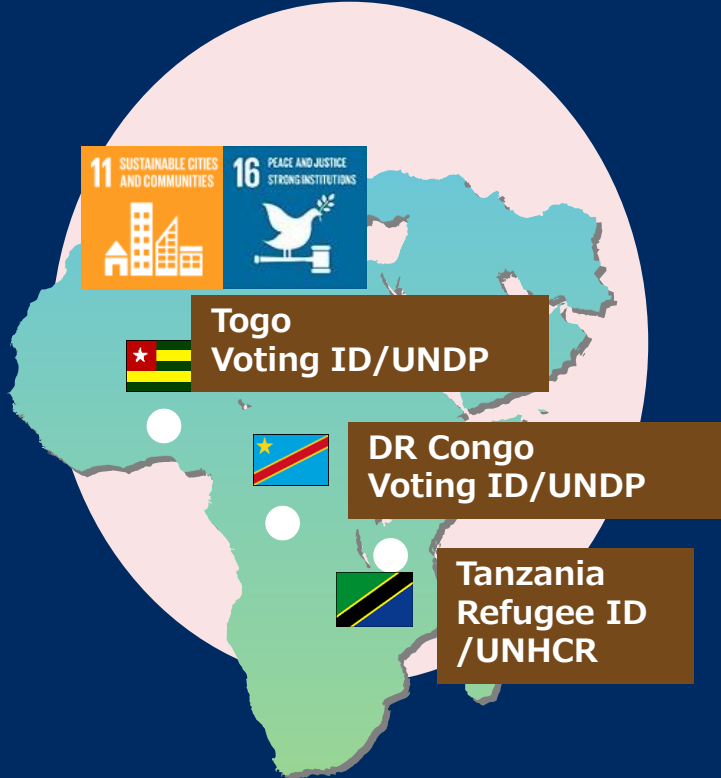 11 SUSTAINABLE CITIES
AND COMMUNITIES
16 PEACE AND JUSTICE
STRONG INSTITUTIONS
Togo
Voting ID/UNDP
DR Congo
Voting ID/UNDP
Tanzania
Refugee ID
/UNHCR